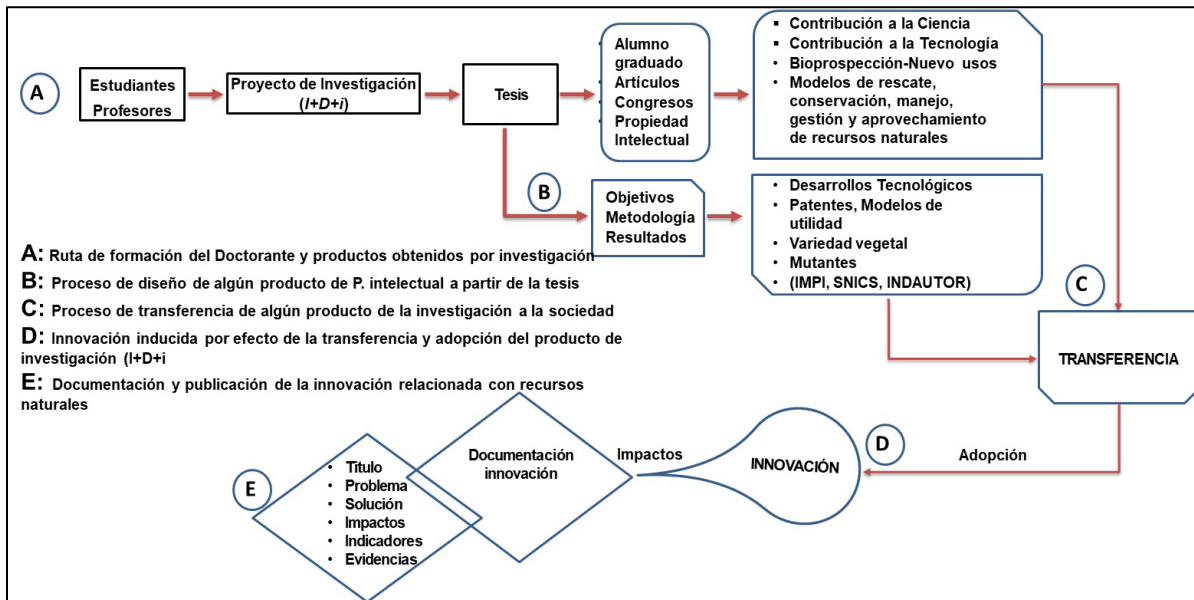 A
Estudiantes
Profesores
Proyecto de Investigación
(I+D+i)
Tesis
• Alumno
graduado
• Artículos
• Congresos
• Propiedad
Intelectual
▪ Contribución a la Ciencia
▪ Contribución a la Tecnología
• Bioprospección-Nuevo usos
• Modelos de rescate,
conservación, manejo,
gestión y aprovechamiento
de recursos naturales
B
Objetivos
Metodología
Resultados
• Desarrollos Tecnológicos
• Patentes, Modelos de
utilidad
• Variedad vegetal
• Mutantes
• (IMPI, SNICS, INDAUTOR)
A: Ruta de formación del Doctorante y productos obtenidos por investigación
B: Proceso de diseño de algún producto de P. intelectual a partir de la tesis
C: Proceso de transferencia de algún producto de la investigación a la sociedad
D: Innovación inducida por efecto de la transferencia y adopción del producto de
investigación (I+D+i
E: Documentación y publicación de la innovación relacionada con recursos
naturales
C
TRANSFERENCIA
Adopción
D
INNOVACIÓN
Impactos
Documentación
innovación
E
• Titulo
• Problema
• Solución
• Impactos
• Indicadores
• Evidencias